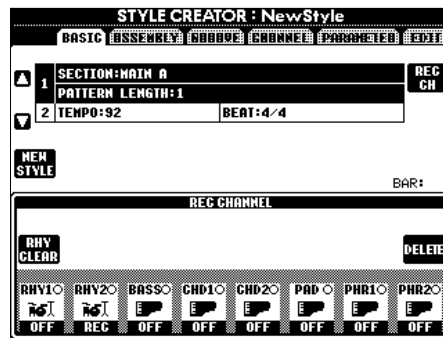 STYLE CREATOR : NewStyle
BASIC ASSEMBLY GROOVE CHANNEL PARAMETER EDIT
1 SECTION:MAIN A
PATTERN LENGTH:1
REC CH
2 TEMPO:92 BEAT:4/4
NEW STYLE
BAR:
REC CHANNEL
RHY CLEAR
DELETE
RHY1 RHY2 BASS CHD1 CHD2 PAD PHR1 PHR2
OFF REC OFF OFF OFF OFF OFF OFF